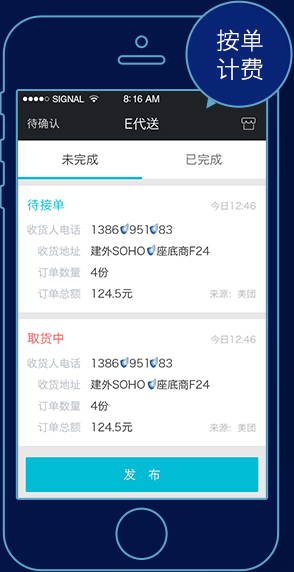 按单
计费
SIGNAL 8:16 AM
待确认 E代送
未完成 已完成
待接单 今日12:46
收货人电话 1386 951 83
收货地址 建外SOHO 座底商F24
订单数量 4份
订单总额 124.5元 来源：美团
取货中 今日12:46
收货人电话 1386 951 83
收货地址 建外SOHO 座底商F24
订单数量 4份
订单总额 124.5元 来源：美团
发 布